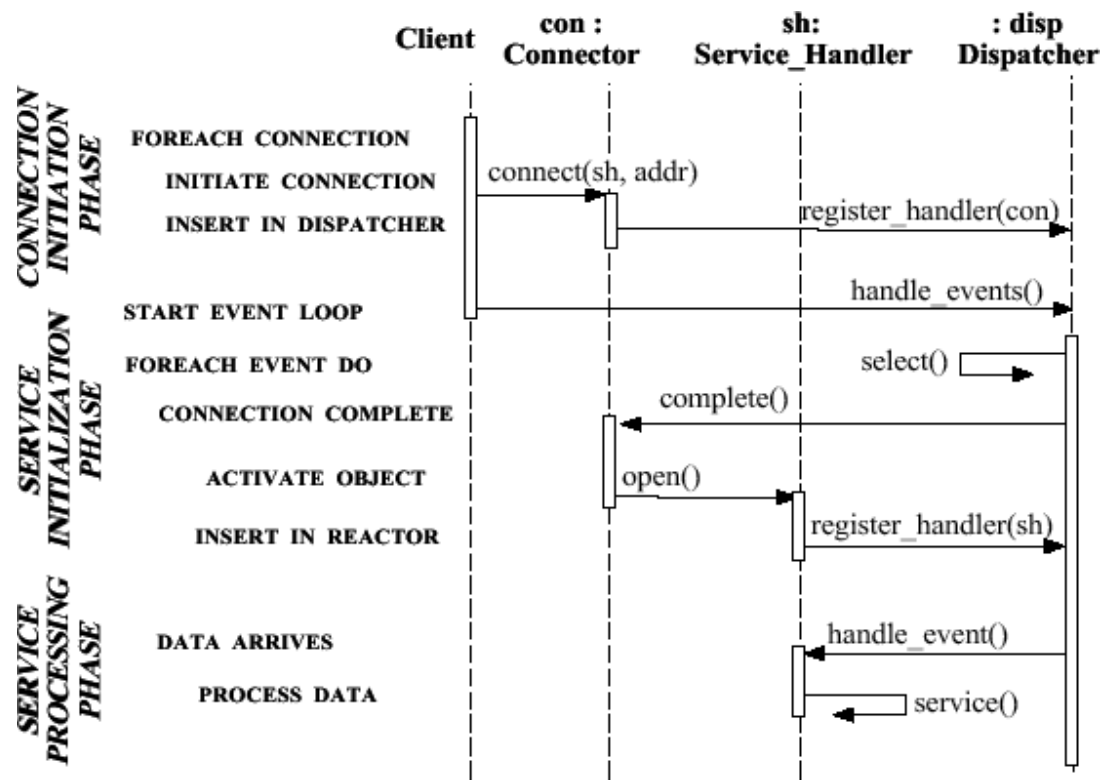 Client
con :
Connector
sh:
Service_Handler
: disp
Dispatcher
CONNECTION
INITIATION
PHASE
FOREACH CONNECTION
INITIATE CONNECTION
connect(sh, addr)
INSERT IN DISPATCHER
register_handler(con)
START EVENT LOOP
handle_events()
SERVICE
INITIALIZATION
PHASE
FOREACH EVENT DO
select()
CONNECTION COMPLETE
complete()
ACTIVATE OBJECT
open()
INSERT IN REACTOR
register_handler(sh)
SERVICE
PROCESSING
PHASE
DATA ARRIVES
handle_event()
PROCESS DATA
service()